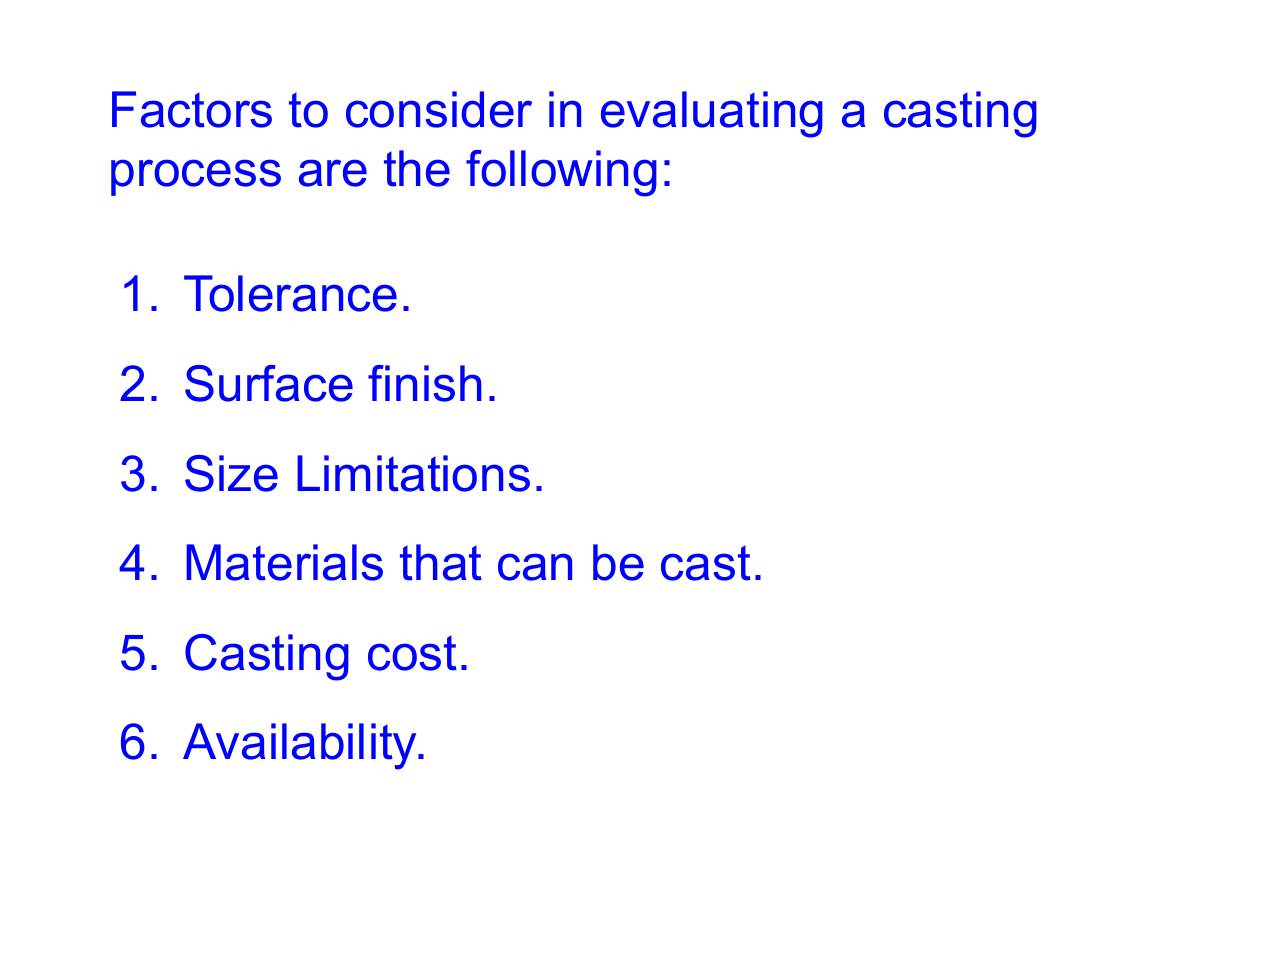 Factors to consider in evaluating a casting
process are the following:
1. Tolerance.
2. Surface finish.
3. Size Limitations.
4. Materials that can be cast.
5. Casting cost.
6. Availability.